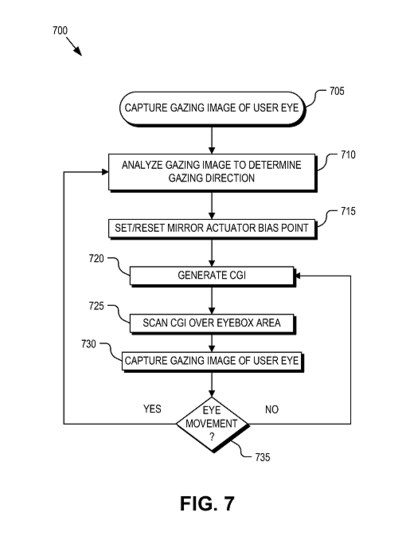 700
CAPTURE GAZING IMAGE OF USER EYE
705
ANALYZE GAZING IMAGE TO DETERMINE
GAZING DIRECTION
710
SET/RESET MIRROR ACTUATOR BIAS POINT
715
720
GENERATE CGI
725
SCAN CGI OVER EYEBOX AREA
730
CAPTURE GAZING IMAGE OF USER EYE
YES
EYE
MOVEMENT
?
NO
735
FIG. 7